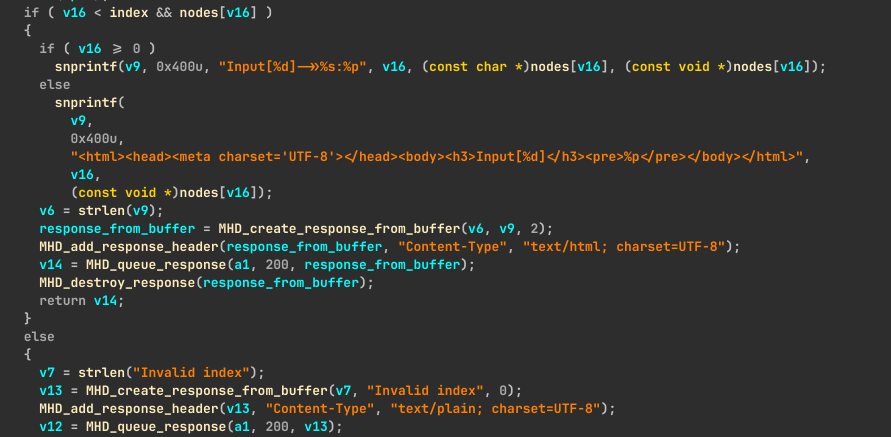 if ( v16 < index && nodes[v16] )
{
if ( v16 >= 0 )
snprintf(v9, 0x400u, "Input[%d]-->%s:%p", v16, (const char *)nodes[v16], (const void *)nodes[v16]);
else
snprintf(
v9,
0x400u,
"<html><head><meta charset='UTF-8'></head><body><h3>Input[%d]</h3><pre>%p</pre></body></html>",
v16,
(const void *)nodes[v16]);
v6 = strlen(v9);
response_from_buffer = MHD_create_response_from_buffer(v6, v9, 2);
MHD_add_response_header(response_from_buffer, "Content-Type", "text/html; charset=UTF-8");
v14 = MHD_queue_response(a1, 200, response_from_buffer);
MHD_destroy_response(response_from_buffer);
return v14;
}
else
{
v7 = strlen("Invalid index");
v13 = MHD_create_response_from_buffer(v7, "Invalid index", 0);
MHD_add_response_header(v13, "Content-Type", "text/plain; charset=UTF-8");
v12 = MHD_queue_response(a1, 200, v13);